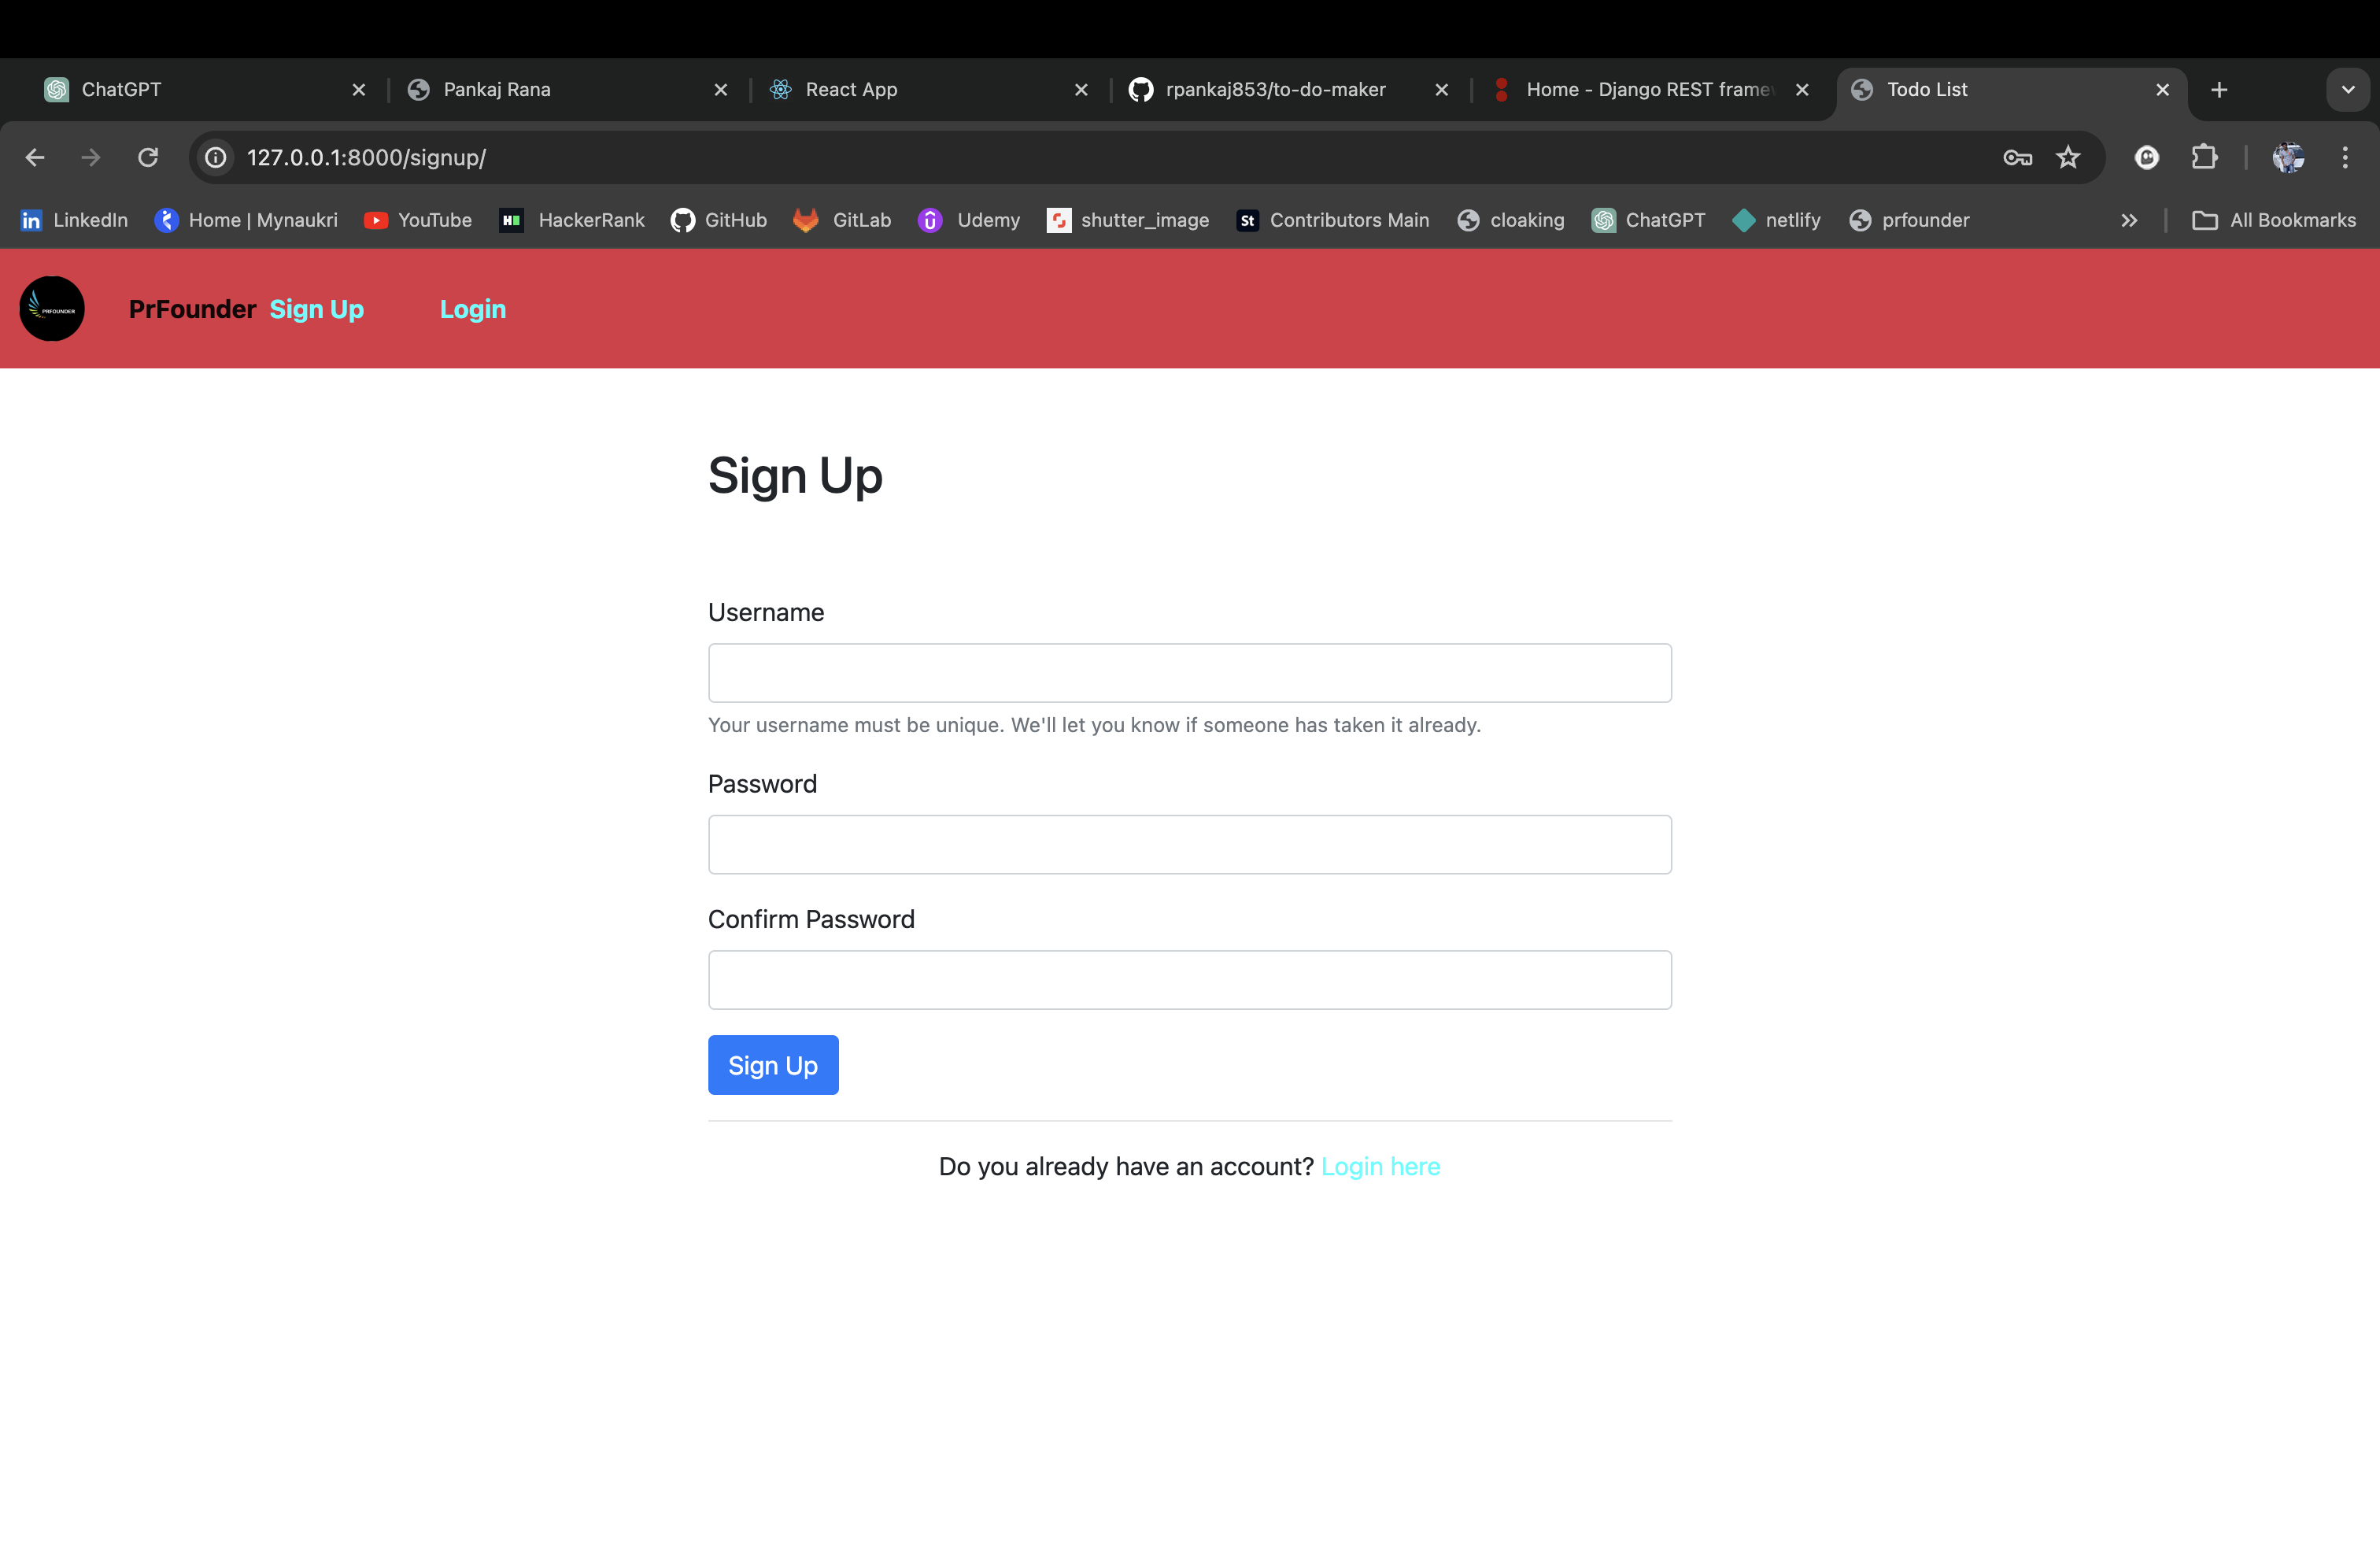 ChatGPT
Pankaj Rana
React App
rpankaj853/to-do-maker
Home - Django REST frame
Todo List
127.0.0.1:8000/signup/
LinkedIn
Home | Mynaukri
YouTube
HackerRank
GitHub
GitLab
Udemy
shutter_image
St
Contributors Main
cloaking
ChatGPT
netlify
prfounder
All Bookmarks
PRFOUNDER
PrFounder Sign Up Login
Sign Up
Username
Your username must be unique. We'll let you know if someone has taken it already.
Password
Confirm Password
Sign Up
Do you already have an account? Login here